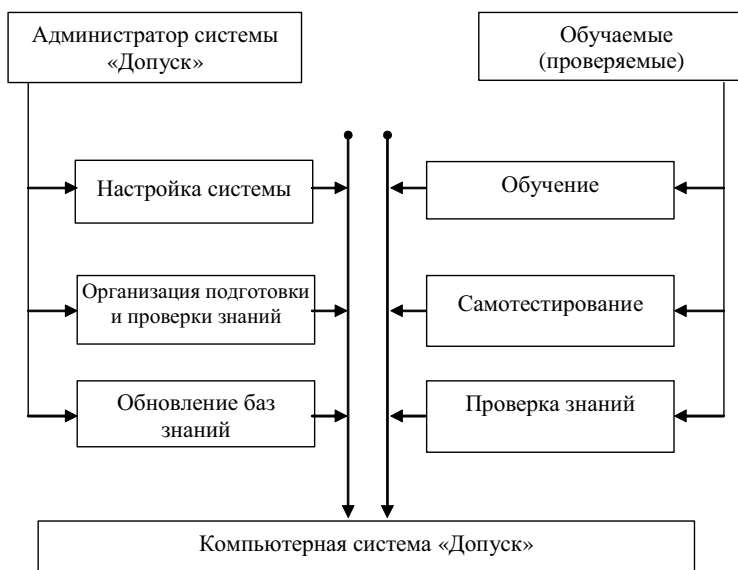 Администратор системы
«Допуск»
Обучаемые
(проверяемые)
Настройка системы
Обучение
Организация подготовки
и проверки знаний
Самотестирование
Обновление баз
знаний
Проверка знаний
Компьютерная система «Допуск»